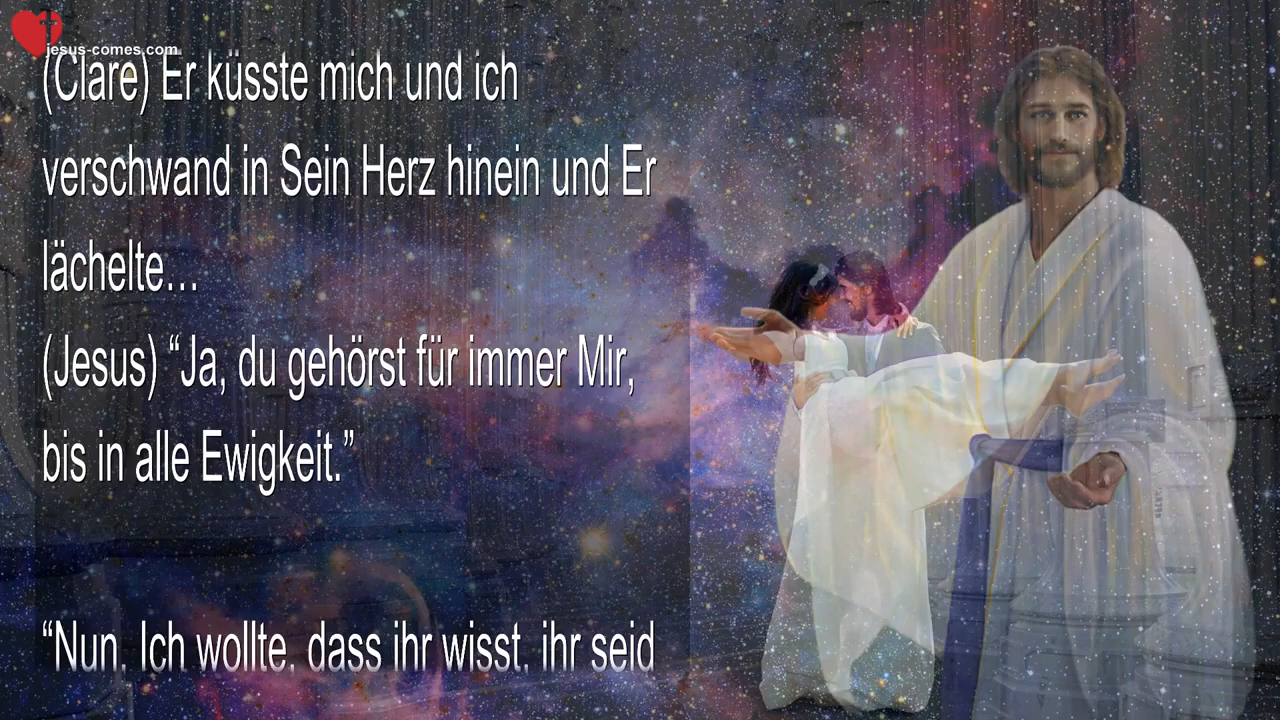 jesus-comes.com
(Clare) Er küsste mich und ich
verschwand in Sein Herz hinein und Er
lächelte…
(Jesus) “Ja, du gehörst für immer Mir,
bis in alle Ewigkeit.”
“Nun, Ich wollte, dass ihr wisst, ihr seid